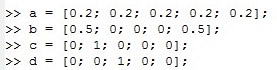 >> a = [0.2; 0.2; 0.2; 0.2; 0.2];
>> b = [0.5; 0; 0; 0; 0.5];
>> c = [0; 1; 0; 0; 0];
>> d = [0; 0; 1; 0; 0];